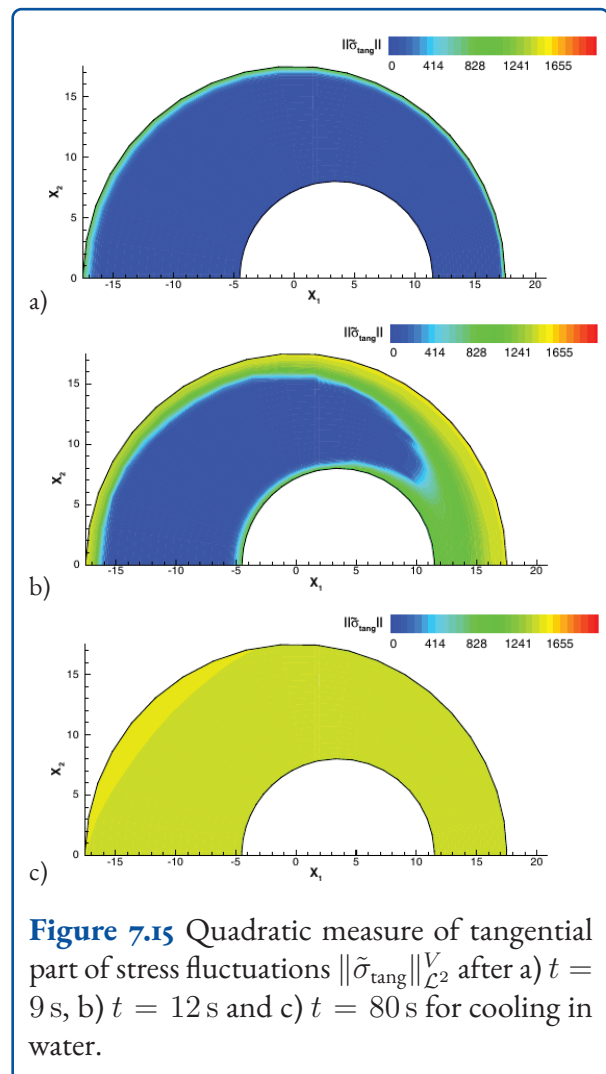 ||σ̃tang||
0 414 828 1241 1655
15
10
5
0
X2
-15 -10 -5 0 5 10 15 20
X1
a)
||σ̃tang||
0 414 828 1241 1655
15
10
5
0
X2
-15 -10 -5 0 5 10 15 20
X1
b)
||σ̃tang||
0 414 828 1241 1655
15
10
5
0
X2
-15 -10 -5 0 5 10 15 20
X1
c)
Figure 7.15 Quadratic measure of tangential
part of stress fluctuations ‖σ̃tang‖^V_ℒ² after a) t =
9 s, b) t = 12 s and c) t = 80 s for cooling in
water.